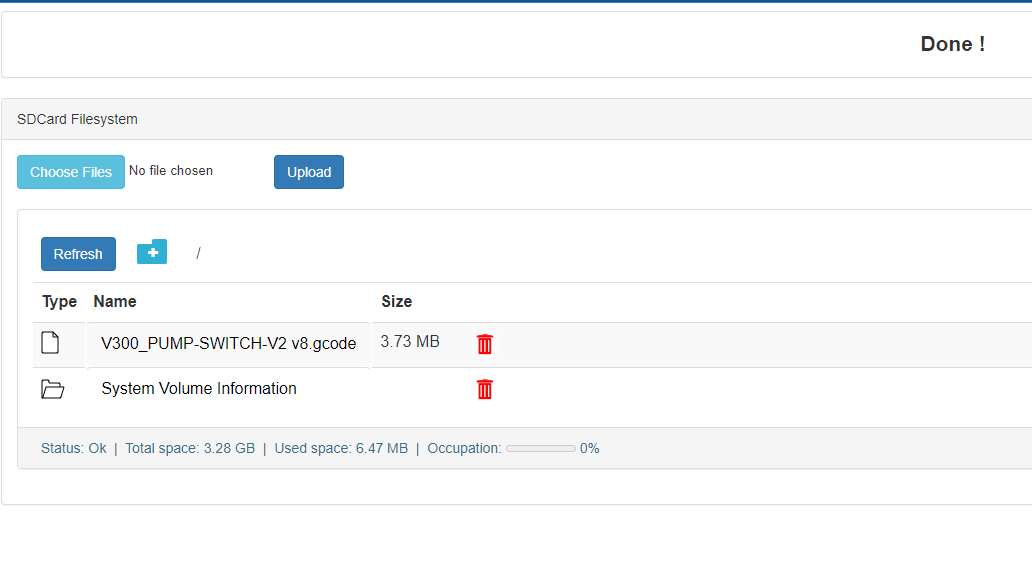 Done !
SDCard Filesystem
Choose Files No file chosen Upload
Refresh /
Type Name Size
V300_PUMP-SWITCH-V2 v8.gcode 3.73 MB
System Volume Information
Status: Ok | Total space: 3.28 GB | Used space: 6.47 MB | Occupation: 0%